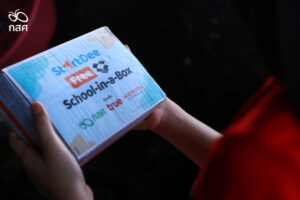 กสศ
StartDee
Free
School-in-a-Box
กสศ true